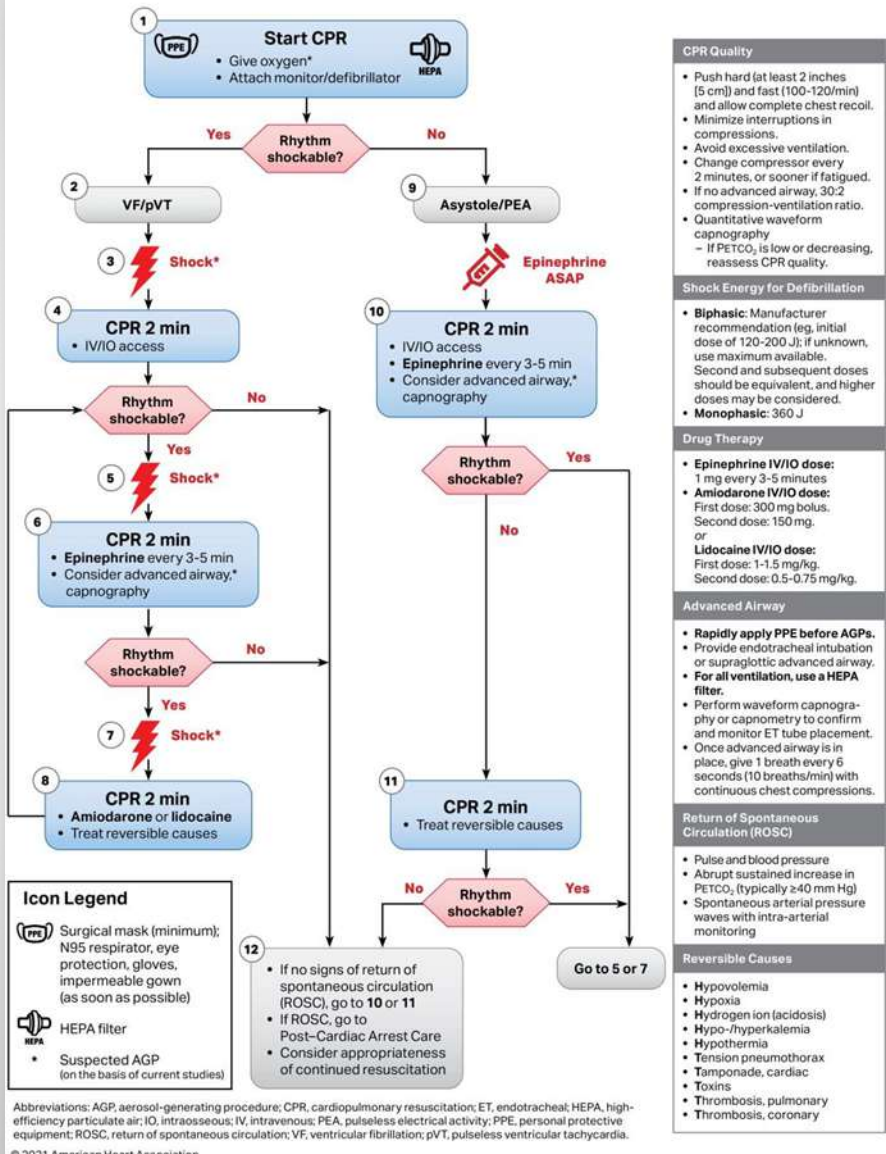 1
PPE
Start CPR
• Give oxygen*
• Attach monitor/defibrillator
HEPA
Rhythm
shockable?
Yes
No
2
VF/pVT
9
Asystole/PEA
3
Shock*
Epinephrine
ASAP
4
CPR 2 min
• IV/IO access
10
CPR 2 min
• IV/IO access
• Epinephrine every 3-5 min
• Consider advanced airway,*
capnography
Rhythm
shockable?
No
Yes
5
Shock*
Rhythm
shockable?
Yes
No
6
CPR 2 min
• Epinephrine every 3-5 min
• Consider advanced airway,*
capnography
Rhythm
shockable?
No
Yes
7
Shock*
8
CPR 2 min
• Amiodarone or lidocaine
• Treat reversible causes
11
CPR 2 min
• Treat reversible causes
No
Rhythm
shockable?
Yes
12
• If no signs of return of
spontaneous circulation
(ROSC), go to 10 or 11
• If ROSC, go to
Post–Cardiac Arrest Care
• Consider appropriateness
of continued resuscitation
Go to 5 or 7
Icon Legend
PPE
Surgical mask (minimum);
N95 respirator, eye
protection, gloves,
impermeable gown
(as soon as possible)
HEPA
HEPA filter
* Suspected AGP
(on the basis of current studies)
CPR Quality
• Push hard (at least 2 inches
[5 cm]) and fast (100-120/min)
and allow complete chest recoil.
• Minimize interruptions in
compressions.
• Avoid excessive ventilation.
• Change compressor every
2 minutes, or sooner if fatigued.
• If no advanced airway, 30:2
compression-ventilation ratio.
• Quantitative waveform
capnography
– If PETCO₂ is low or decreasing,
reassess CPR quality.
Shock Energy for Defibrillation
• Biphasic: Manufacturer
recommendation (eg, initial
dose of 120-200 J); if unknown,
use maximum available.
Second and subsequent doses
should be equivalent, and higher
doses may be considered.
• Monophasic: 360 J
Drug Therapy
• Epinephrine IV/IO dose:
1 mg every 3-5 minutes
• Amiodarone IV/IO dose:
First dose: 300 mg bolus.
Second dose: 150 mg.
or
Lidocaine IV/IO dose:
First dose: 1-1.5 mg/kg.
Second dose: 0.5-0.75 mg/kg.
Advanced Airway
• Rapidly apply PPE before AGPs.
• Provide endotracheal intubation
or supraglottic advanced airway.
• For all ventilation, use a HEPA
filter.
• Perform waveform capnogra-
phy or capnometry to confirm
and monitor ET tube placement.
• Once advanced airway is in
place, give 1 breath every 6
seconds (10 breaths/min) with
continuous chest compressions.
Return of Spontaneous
Circulation (ROSC)
• Pulse and blood pressure
• Abrupt sustained increase in
PETCO₂ (typically ≥40 mm Hg)
• Spontaneous arterial pressure
waves with intra-arterial
monitoring
Reversible Causes
• Hypovolemia
• Hypoxia
• Hydrogen ion (acidosis)
• Hypo-/hyperkalemia
• Hypothermia
• Tension pneumothorax
• Tamponade, cardiac
• Toxins
• Thrombosis, pulmonary
• Thrombosis, coronary
Abbreviations: AGP, aerosol-generating procedure; CPR, cardiopulmonary resuscitation; ET, endotracheal; HEPA, high-
efficiency particulate air; IO, intraosseous; IV, intravenous; PEA, pulseless electrical activity; PPE, personal protective
equipment; ROSC, return of spontaneous circulation; VF, ventricular fibrillation; pVT, pulseless ventricular tachycardia.
© 2021 American Heart Association